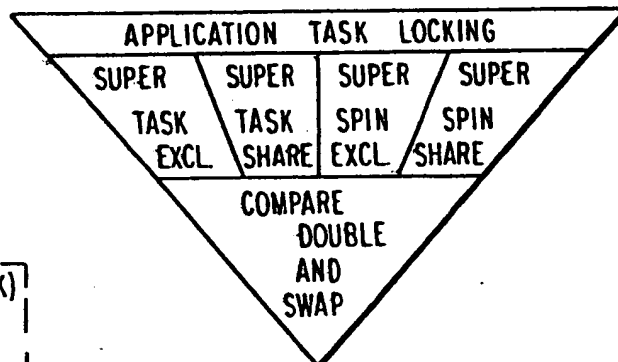 APPLICATION TASK LOCKING
SUPER TASK EXCL.
SUPER TASK SHARE
SUPER SPIN EXCL.
SUPER SPIN SHARE
COMPARE
DOUBLE
AND
SWAP
K)